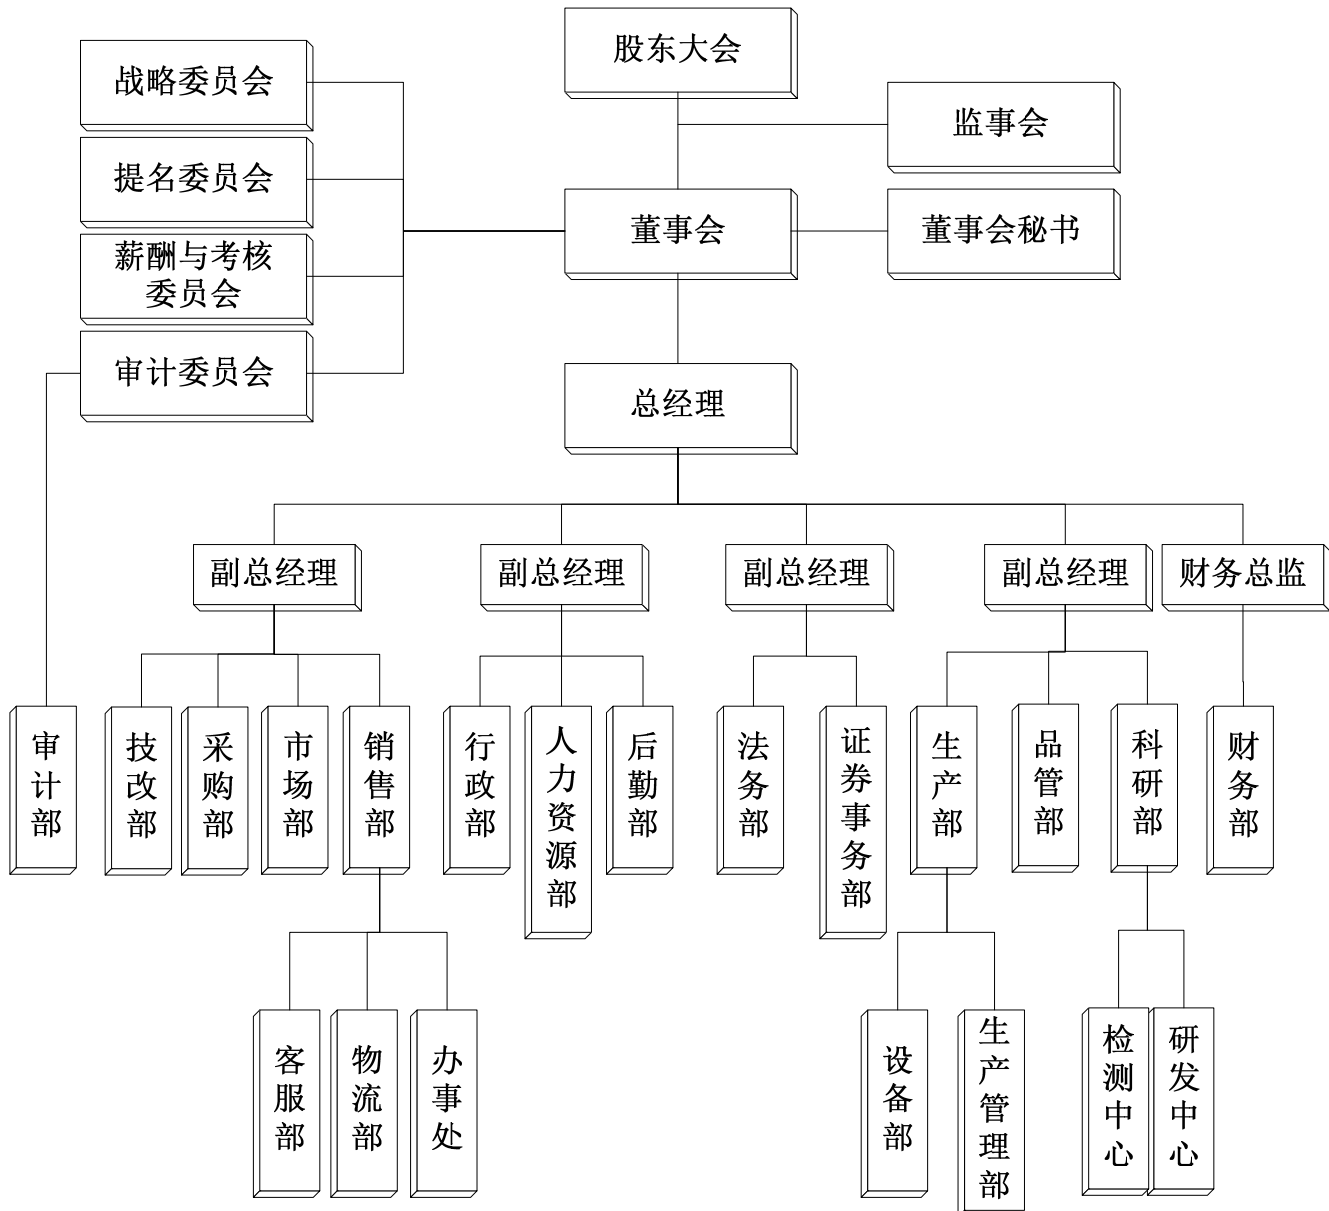 股东大会
战略委员会
监事会
提名委员会
董事会
董事会秘书
薪酬与考核
委员会
审计委员会
总经理
副总经理
副总经理
副总经理
副总经理
财务总监
审计部
技改部
采购部
市场部
销售部
行政部
人力资源部
后勤部
法务部
证券事务部
生产部
品管部
科研部
财务部
客服部
物流部
办事处
设备部
生产管理部
检测中心
研发中心